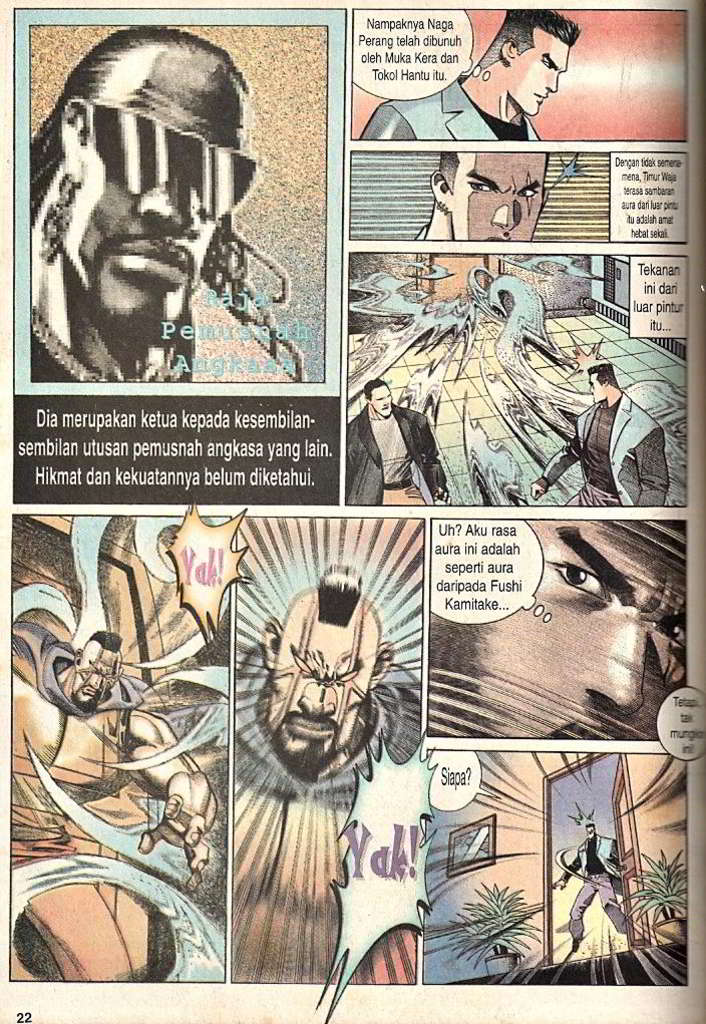 Raja
Pemusnah
Angkasa
Dia merupakan ketua kepada kesembilan-
sembilan utusan pemusnah angkasa yang lain.
Hikmat dan kekuatannya belum diketahui.
Nampaknya Naga
Perang telah dibunuh
oleh Muka Kera dan
Tokol Hantu itu.
Dengan tidak semena-
mena, Timur Waja
terasa sambaran
aura dari luar pintu
itu adalah amat
hebat sekali.
Tekanan
ini dari
luar pintur
itu...
Yak!
Yak!
Uh? Aku rasa
aura ini adalah
seperti aura
daripada Fushi
Kamitake...
Tetapi,
tak
mungkin
ini!
Siapa?
22